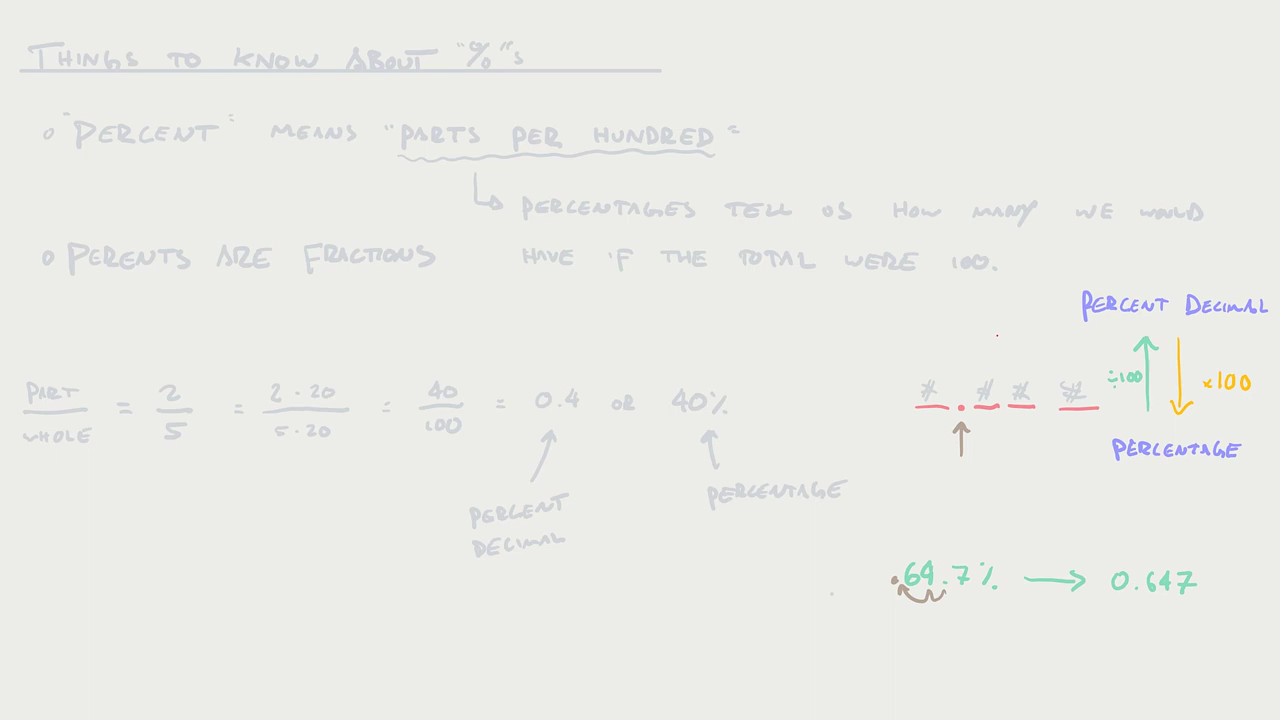 THINGS TO KNOW ABOUT "%"s
o "PERCENT" MEANS "PARTS PER HUNDRED"
PERCENTAGES TELL US HOW MANY WE WOULD
HAVE IF THE TOTAL WERE 100.
o PERENTS ARE FRACTIONS
PART/WHOLE = 2/5 = 2 · 20/5 · 20 = 40/100 = 0.4 OR 40%
PERCENT
DECIMAL
PERCENTAGE
# . # # #
PERCENT DECIMAL
÷100
×100
PERCENTAGE
.64.7% → 0.647